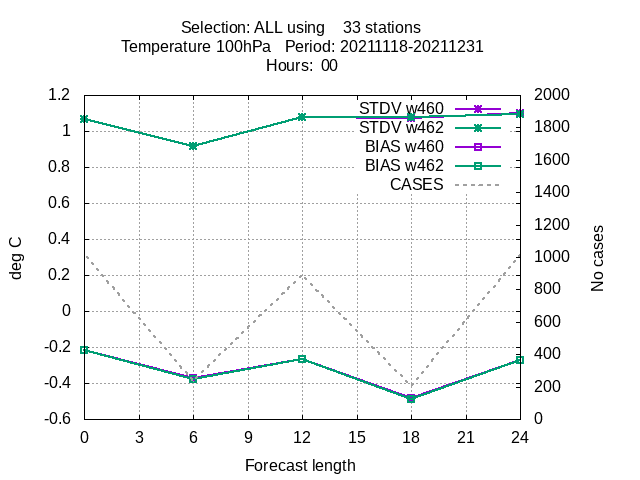 Selection: ALL using    33 stations
Temperature 100hPa   Period: 20211118-20211231
Hours:  00
1.2
1
0.8
0.6
0.4
0.2
0
-0.2
-0.4
-0.6
deg C
STDV w460
STDV w462
BIAS w460
BIAS w462
CASES
2000
1800
1600
1400
1200
1000
800
600
400
200
0
No cases
0 3 6 9 12 15 18 21 24
Forecast length